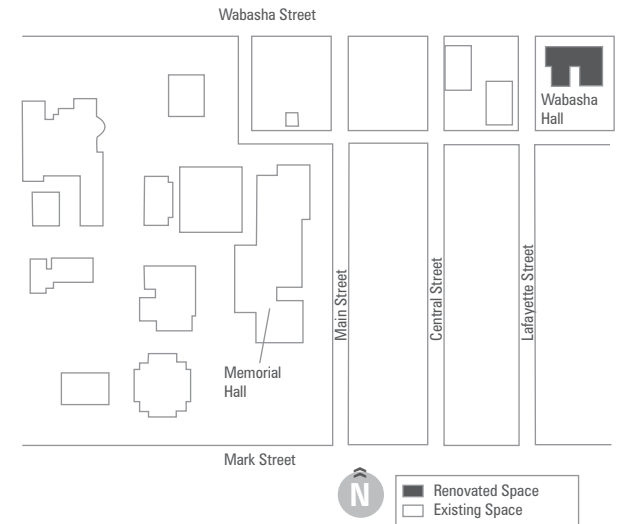 Wabasha Street
Wabasha
Hall
Main Street
Central Street
Lafayette Street
Memorial
Hall
Mark Street
N
Renovated Space
Existing Space